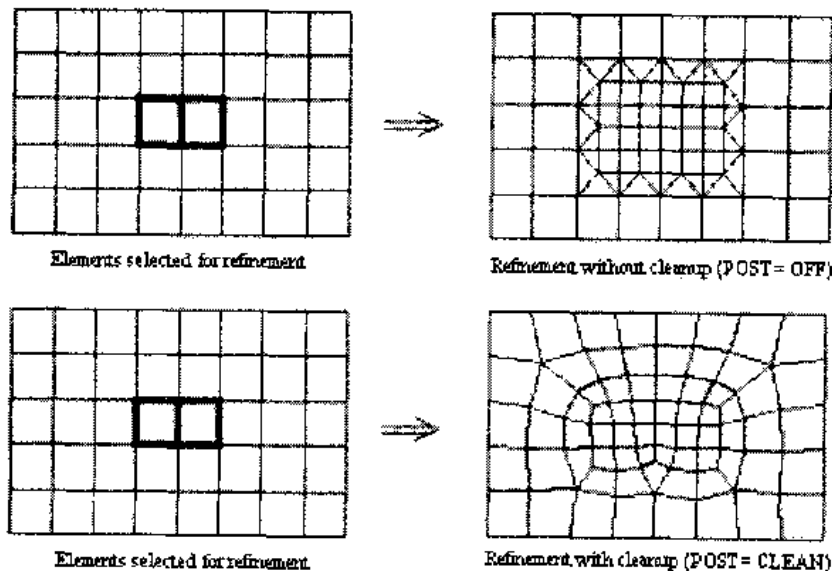 Elements selected for refinement
Refinement without cleanup (POST = OFF)
Elements selected for refinement
Refinement with cleanup (POST = CLEAN)